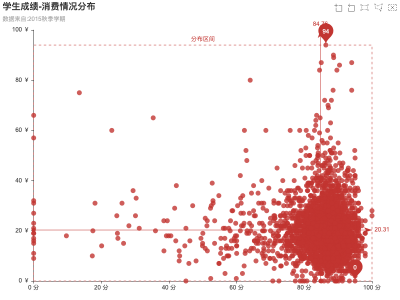 学生成绩-消费情况分布
数据来自:2015秋季学期
100 ¥
80 ¥
60 ¥
40 ¥
20 ¥
0 ¥
分布区间
94
20.31
0
0 分
20 分
40 分
60 分
80 分
100 分